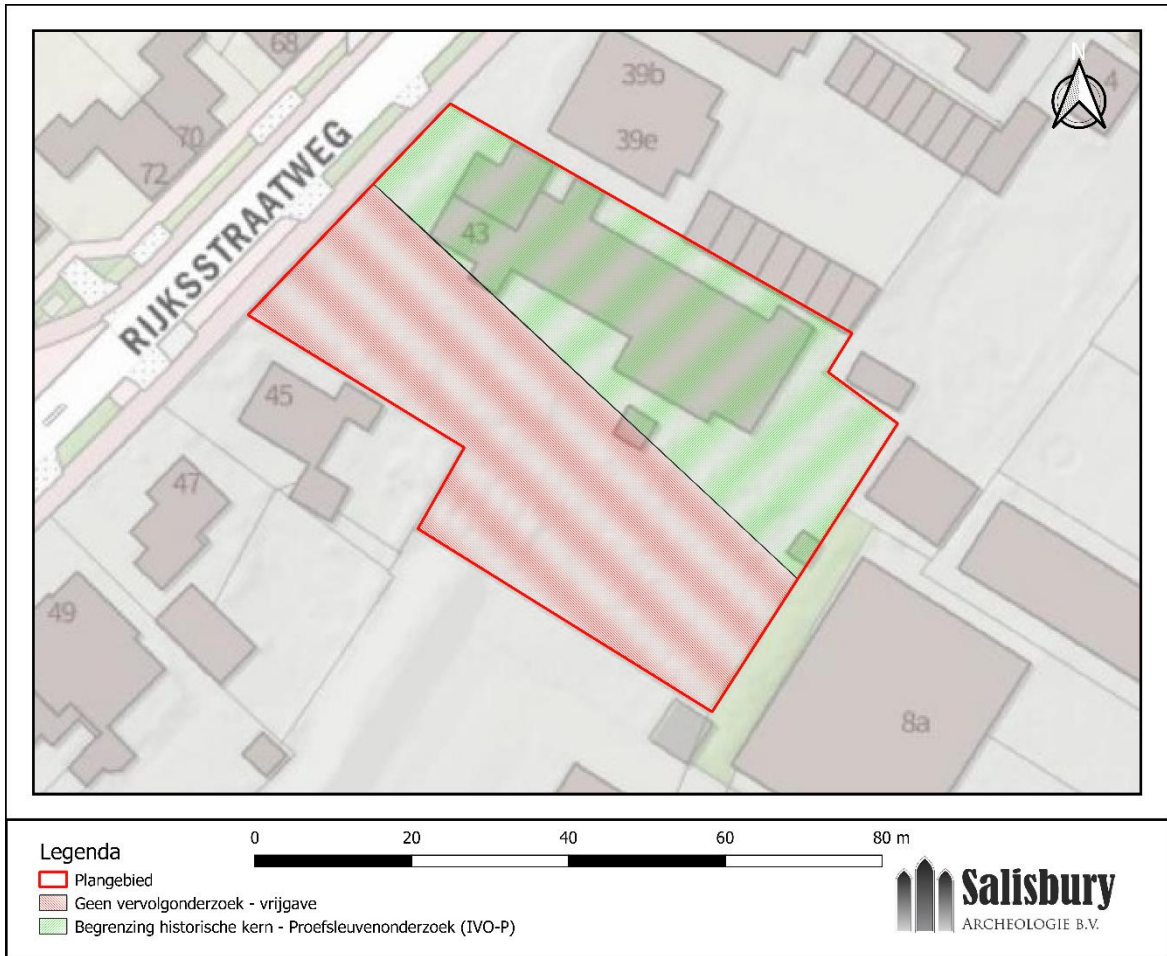 68
39b
N
4
70
39e
72
RIJKSSTRAATWEG
43
45
47
49
8a
Legenda
0 20 40 60 80 m
Plangebied
Geen vervolgonderzoek - vrijgave
Begrenzing historische kern - Proefsleuvenonderzoek (IVO-P)
Salisbury
ARCHEOLOGIE B.V.